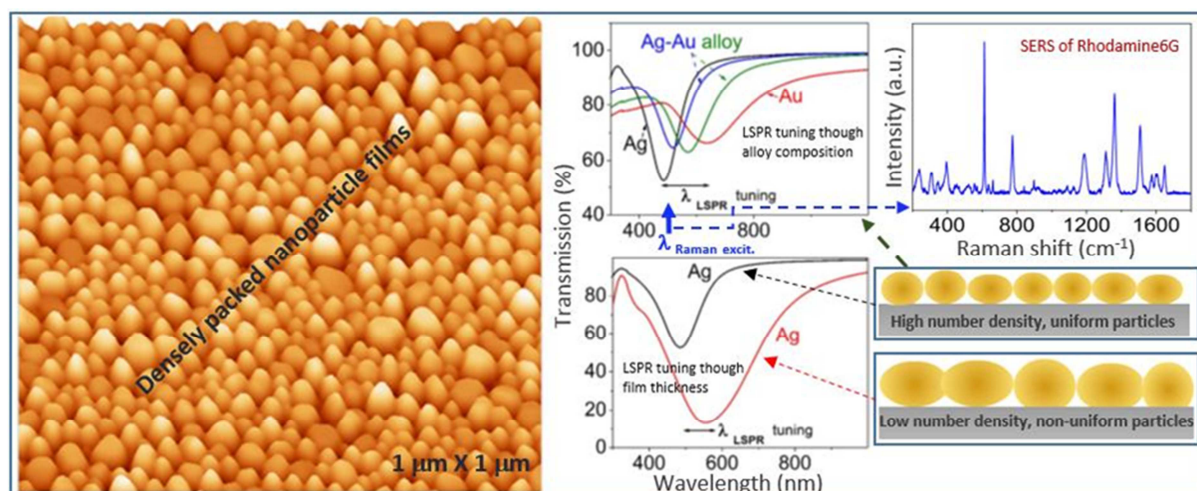 Densely packed nanoparticle films
1 μm X 1 μm
Transmission (%)
100
80
60
40
Ag-Au alloy
Au
Ag
LSPR tuning though
alloy composition
λ LSPR tuning
400
800
λ Raman excit.
Intensity (a.u.)
SERS of Rhodamine6G
400
800
1200
1600
Raman shift (cm-1)
80
60
40
20
0
Ag
Ag
LSPR tuning though
film thickness
λ LSPR tuning
400
600
800
Wavelength (nm)
High number density, uniform particles
Low number density, non-uniform particles